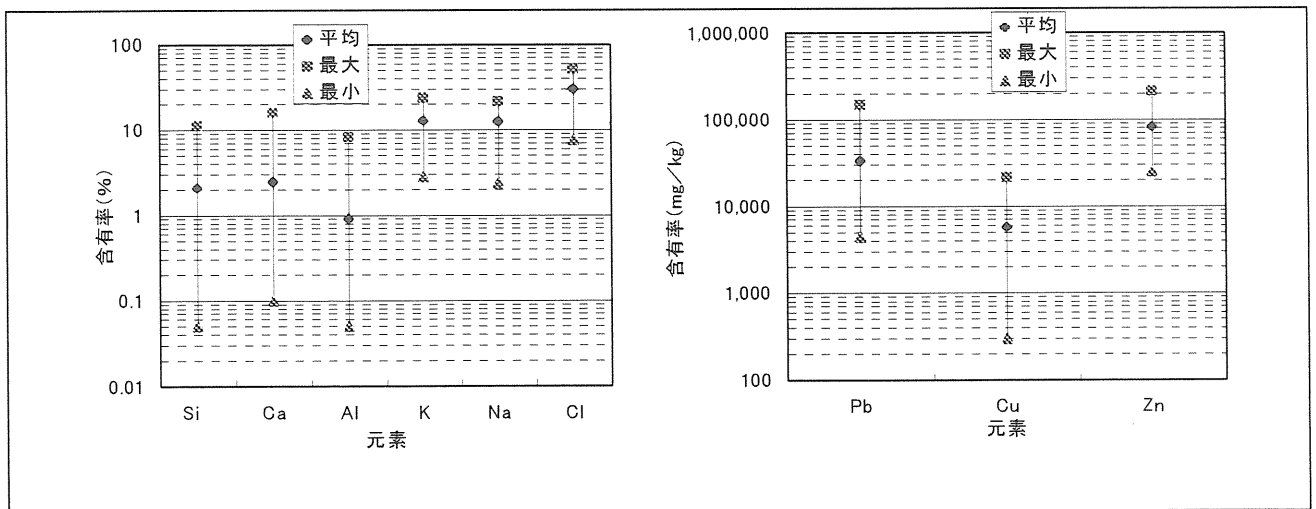 100
10
1
0.1
0.01
含有率(%)
平均
最大
最小
Si Ca Al K Na Cl
元素
1,000,000
100,000
10,000
1,000
100
含有率(mg/kg)
平均
最大
最小
Pb Cu Zn
元素